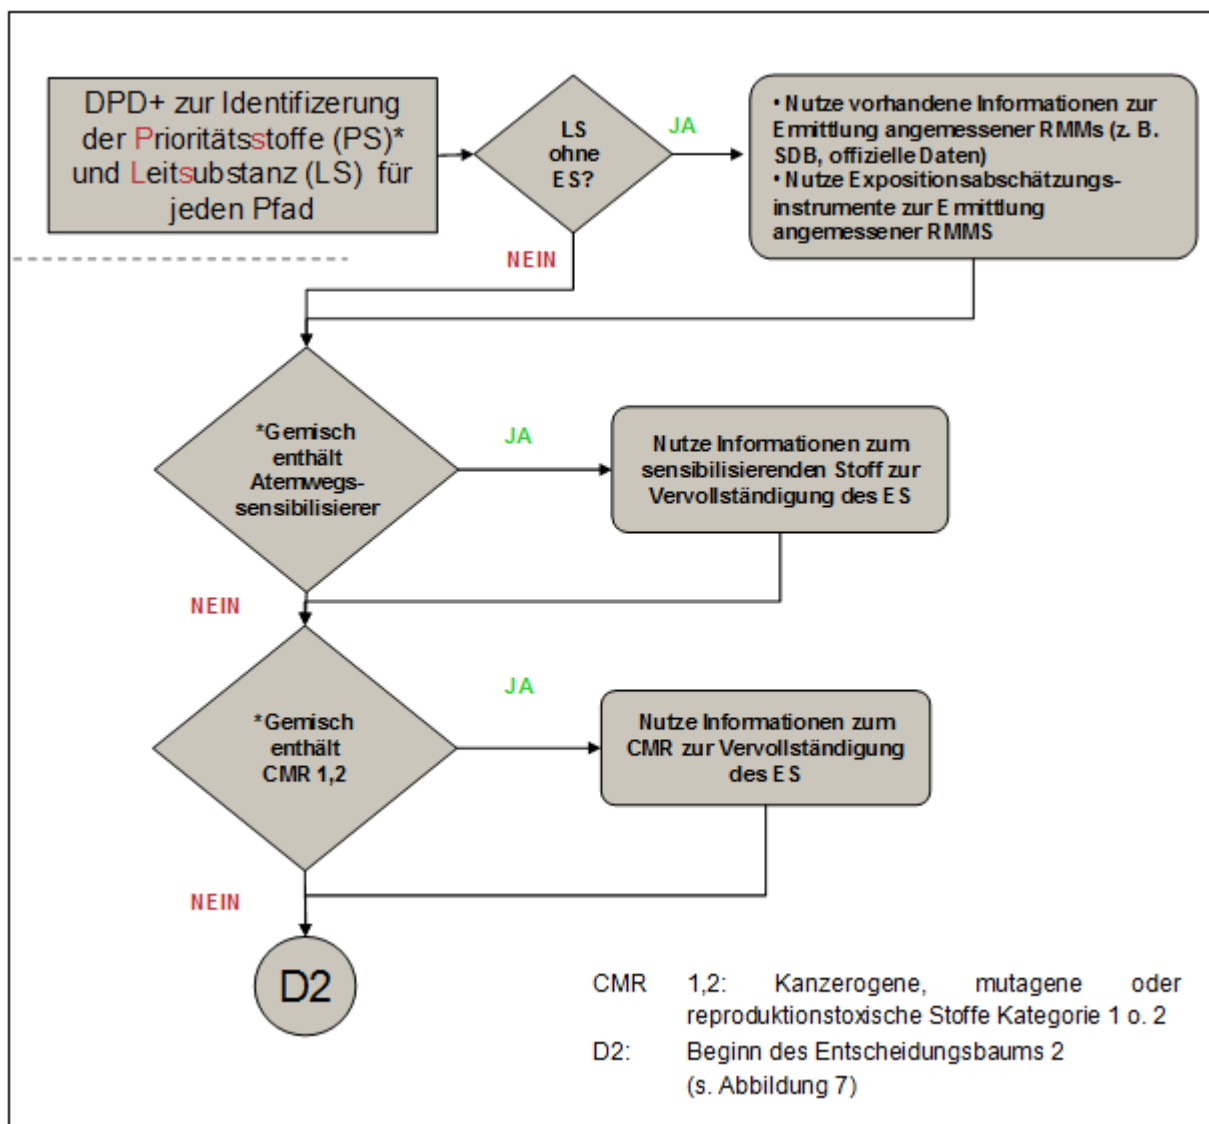 DPD+ zur Identifizerung
der Prioritätsstoffe (PS)*
und Leitsubstanz (LS) für
jeden Pfad
LS
ohne
ES?
JA
• Nutze vorhandene Informationen zur
Ermittlung angemessener RMMs (z. B.
SDB, offizielle Daten)
• Nutze Expositionsabschätzungs-
instrumente zur Ermittlung
angemessener RMMS
NEIN
*Gemisch
enthält
Atemwegs-
sensibilisierer
JA
Nutze Informationen zum
sensibilisierenden Stoff zur
Vervollständigung des ES
NEIN
*Gemisch
enthält
CMR 1,2
JA
Nutze Informationen zum
CMR zur Vervollständigung
des ES
NEIN
D2
CMR 1,2: Kanzerogene, mutagene oder
reproduktionstoxische Stoffe Kategorie 1 o. 2
D2: Beginn des Entscheidungsbaums 2
(s. Abbildung 7)